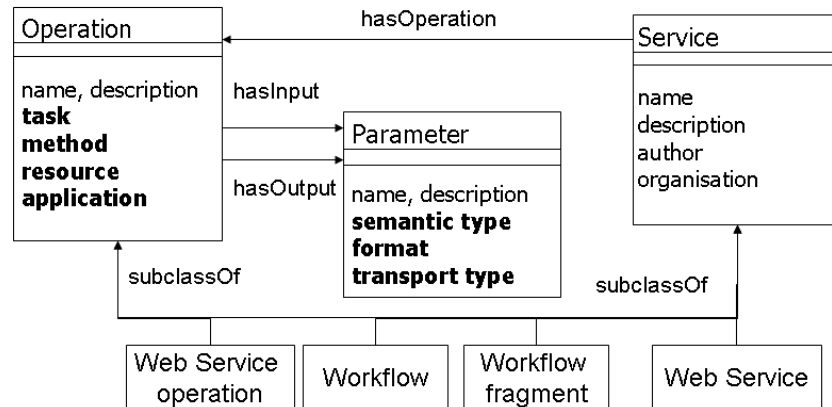 Operation
name, description
task
method
resource
application
hasOperation
Service
name
description
author
organisation
hasInput
hasOutput
Parameter
name, description
semantic type
format
transport type
subclassOf
subclassOf
Web Service
operation
Workflow
Workflow
fragment
Web Service